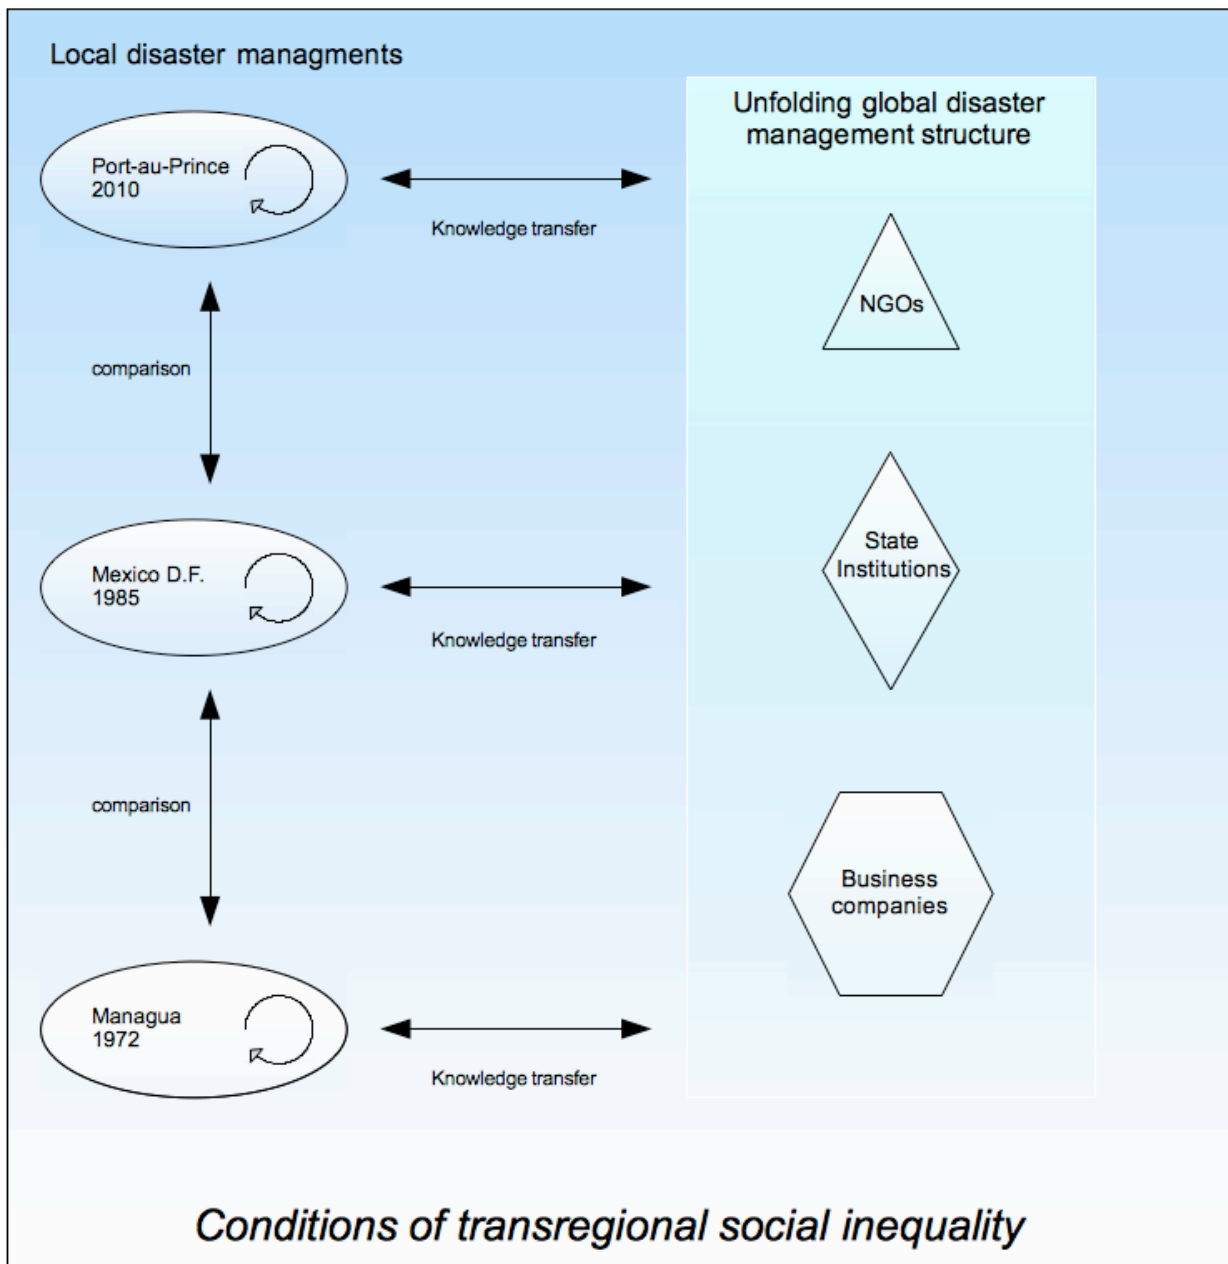 Local disaster managments
Unfolding global disaster
management structure
Port-au-Prince
2010
Knowledge transfer
NGOs
comparison
Mexico D.F.
1985
Knowledge transfer
State
Institutions
comparison
Business
companies
Managua
1972
Knowledge transfer
Conditions of transregional social inequality